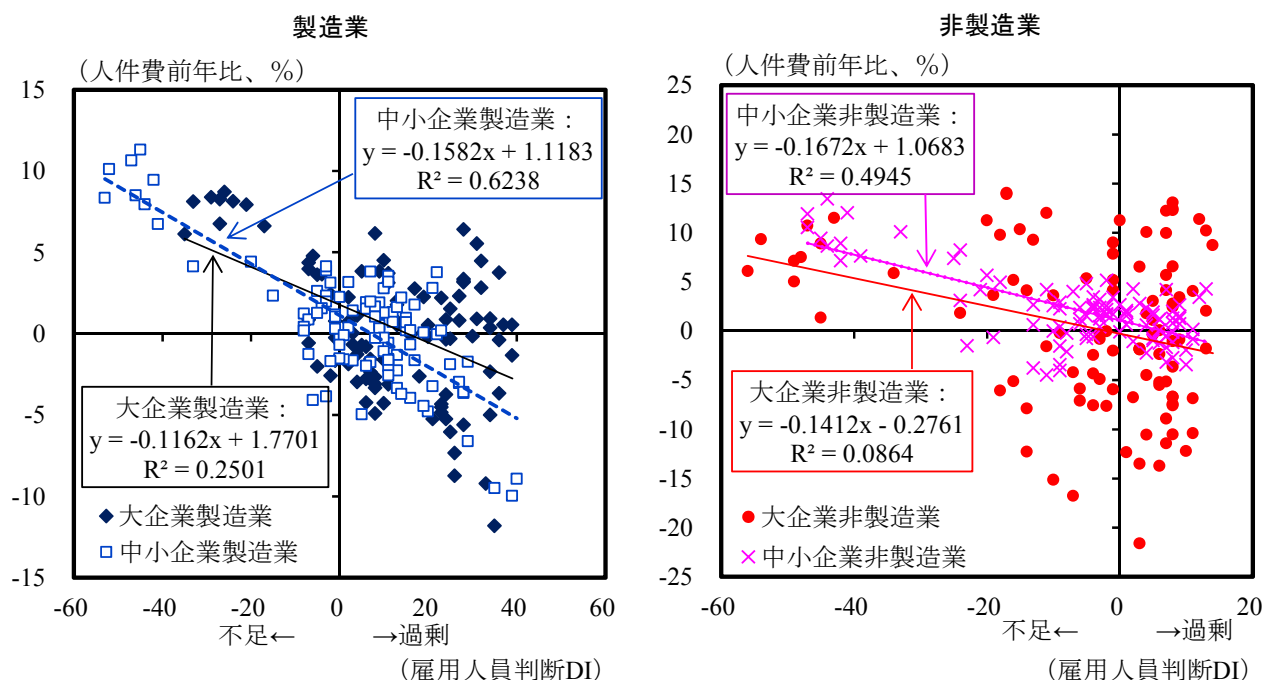 製造業
（人件費前年比、%）
15
10
5
0
-5
-10
-15
中小企業製造業：
y = -0.1582x + 1.1183
R² = 0.6238
大企業製造業：
y = -0.1162x + 1.7701
R² = 0.2501
◆大企業製造業
□中小企業製造業
-60 -40 -20 0 20 40 60
不足← →過剰
（雇用人員判断DI）
非製造業
（人件費前年比、%）
25
20
15
10
5
0
-5
-10
-15
-20
-25
中小企業非製造業：
y = -0.1672x + 1.0683
R² = 0.4945
大企業非製造業：
y = -0.1412x - 0.2761
R² = 0.0864
●大企業非製造業
×中小企業非製造業
-60 -40 -20 0 20
不足← →過剰
（雇用人員判断DI）